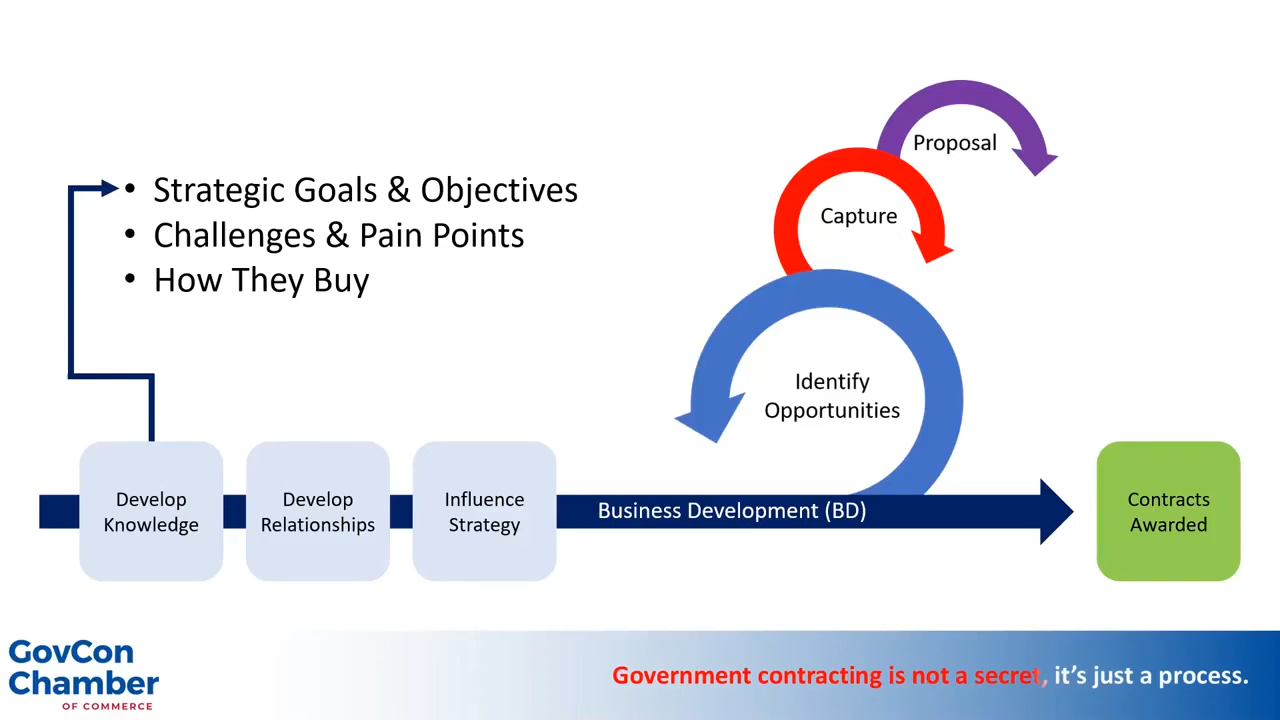 • Strategic Goals & Objectives
• Challenges & Pain Points
• How They Buy
Proposal
Capture
Identify
Opportunities
Develop
Knowledge
Develop
Relationships
Influence
Strategy
Business Development (BD)
Contracts
Awarded
GovCon
Chamber
OF COMMERCE
Government contracting is not a secret, it’s just a process.